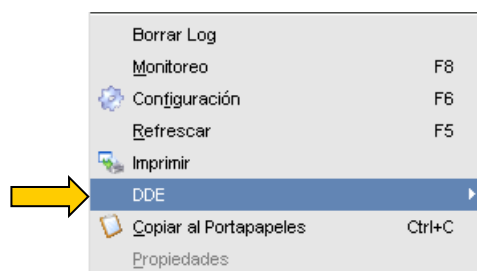 Borrar Log
Monitoreo F8
Configuración F6
Refrescar F5
Imprimir
DDE
Copiar al Portapapeles Ctrl+C
Propiedades